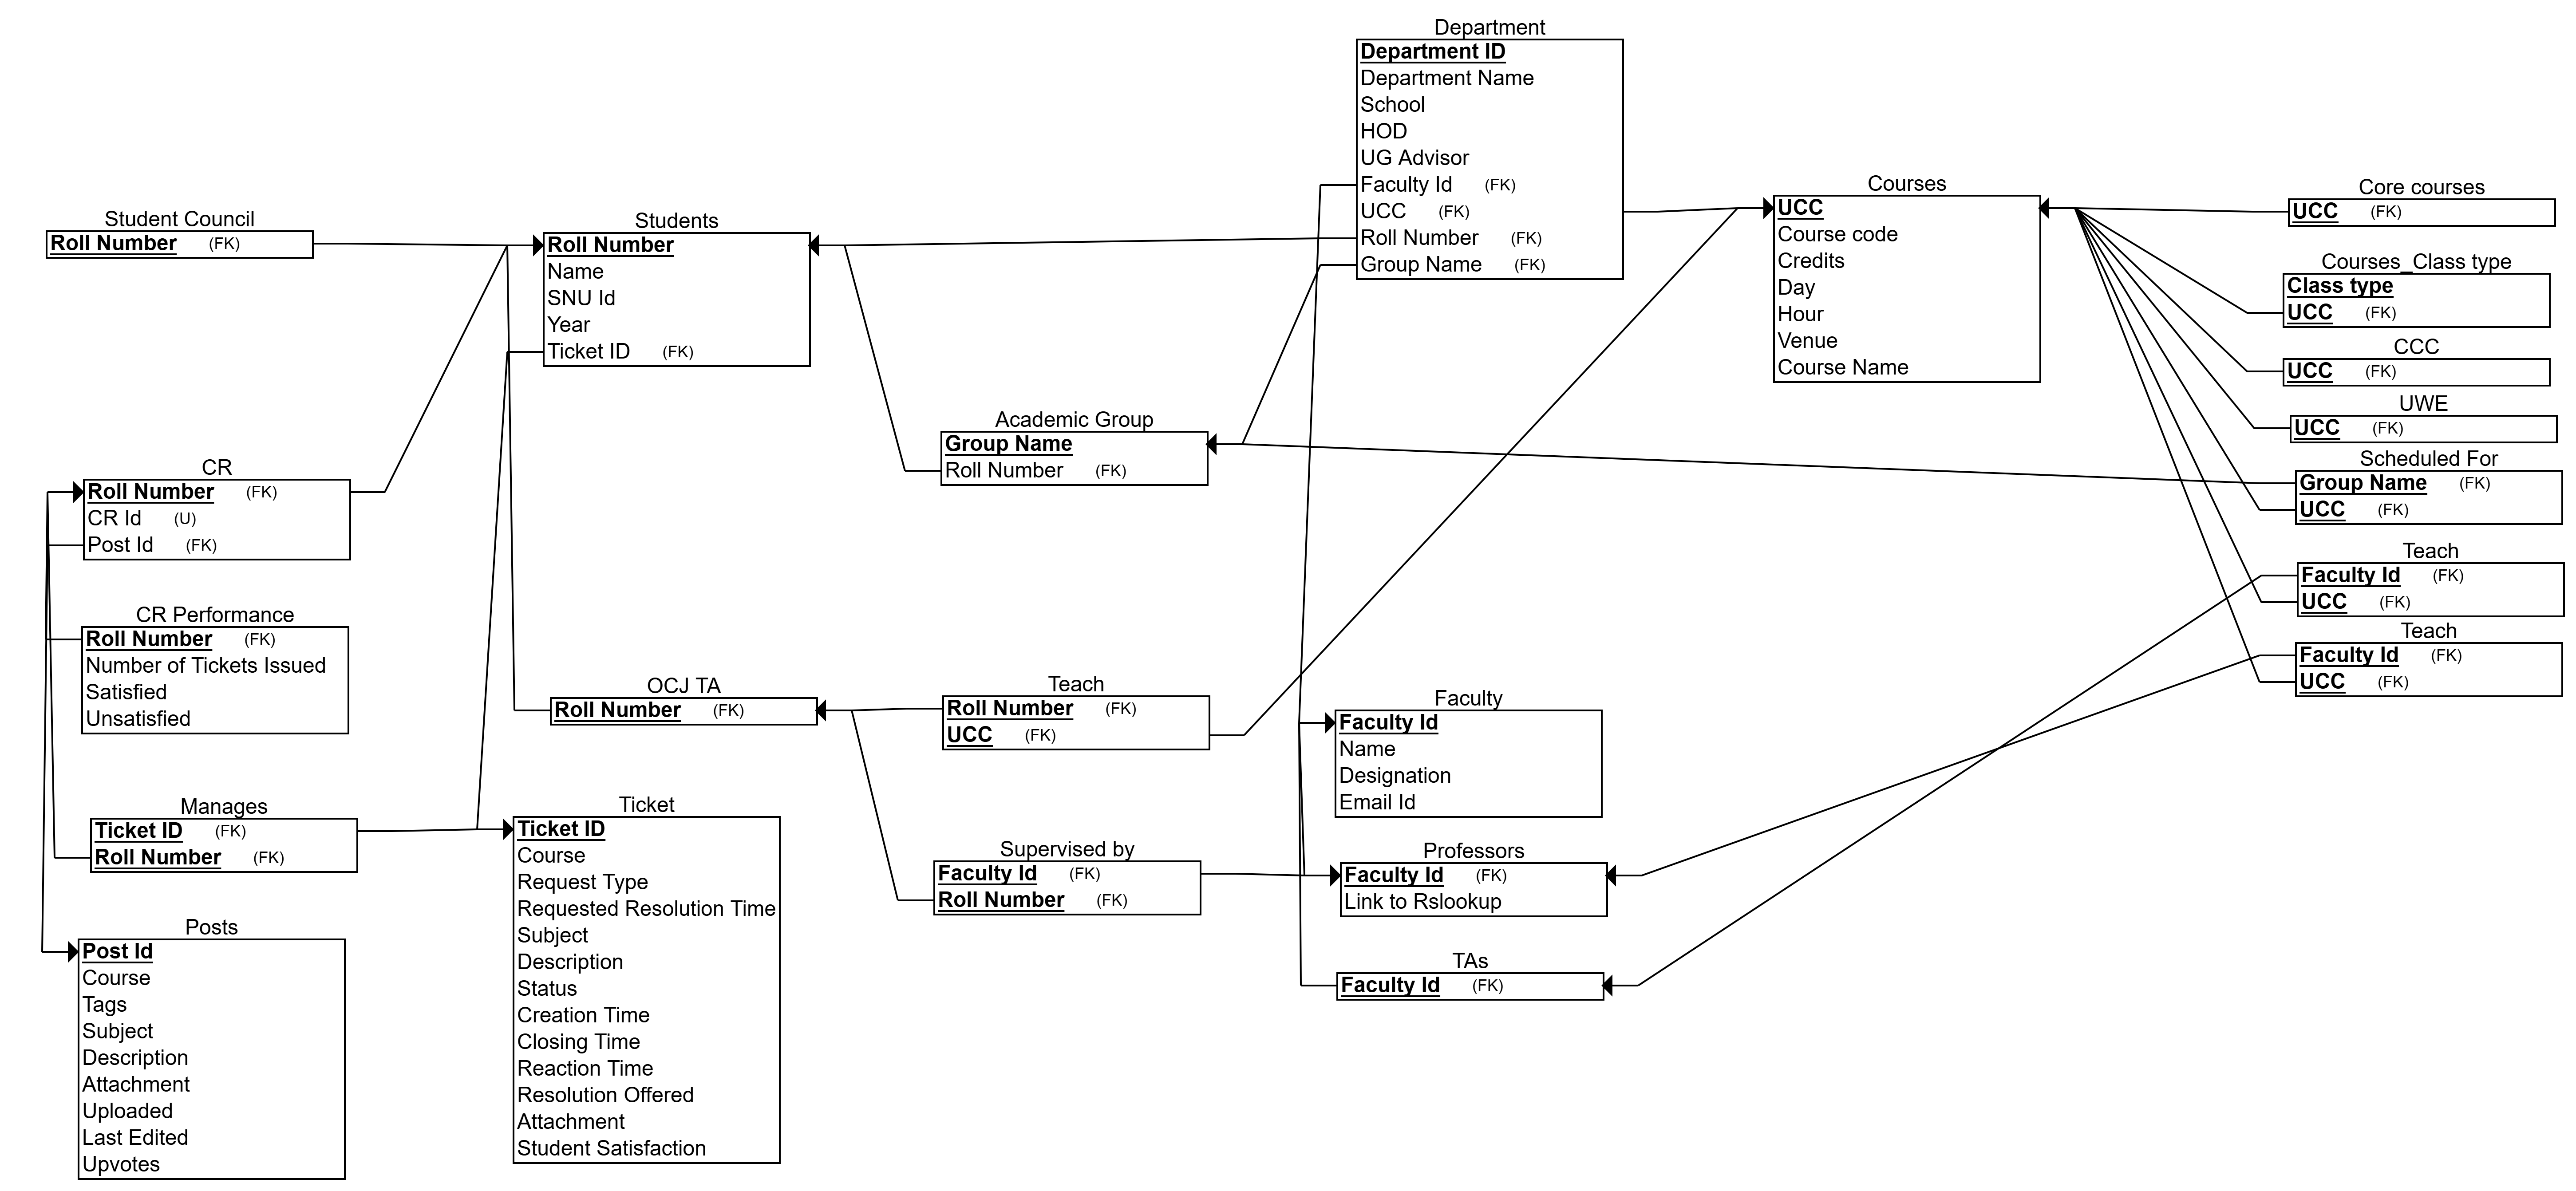 Department
Department ID
Department Name
School
HOD
UG Advisor
Faculty Id (FK)
UCC (FK)
Roll Number (FK)
Group Name (FK)
Student Council
Roll Number (FK)
Students
Roll Number
Name
SNU Id
Year
Ticket ID (FK)
Courses
UCC
Course code
Credits
Day
Hour
Venue
Course Name
Core courses
UCC (FK)
Courses_Class type
Class type
UCC (FK)
CCC
UCC (FK)
UWE
UCC (FK)
Scheduled For
Group Name (FK)
UCC (FK)
Teach
Faculty Id (FK)
UCC (FK)
Teach
Faculty Id (FK)
UCC (FK)
Academic Group
Group Name
Roll Number (FK)
CR
Roll Number (FK)
CR Id (U)
Post Id (FK)
CR Performance
Roll Number (FK)
Number of Tickets Issued
Satisfied
Unsatisfied
OCJ TA
Roll Number (FK)
Teach
Roll Number (FK)
UCC (FK)
Faculty
Faculty Id
Name
Designation
Email Id
Manages
Ticket ID (FK)
Roll Number (FK)
Ticket
Ticket ID
Course
Request Type
Requested Resolution Time
Subject
Description
Status
Creation Time
Closing Time
Reaction Time
Resolution Offered
Attachment
Student Satisfaction
Supervised by
Faculty Id (FK)
Roll Number (FK)
Professors
Faculty Id (FK)
Link to Rslookup
TAs
Faculty Id (FK)
Posts
Post Id
Course
Tags
Subject
Description
Attachment
Uploaded
Last Edited
Upvotes